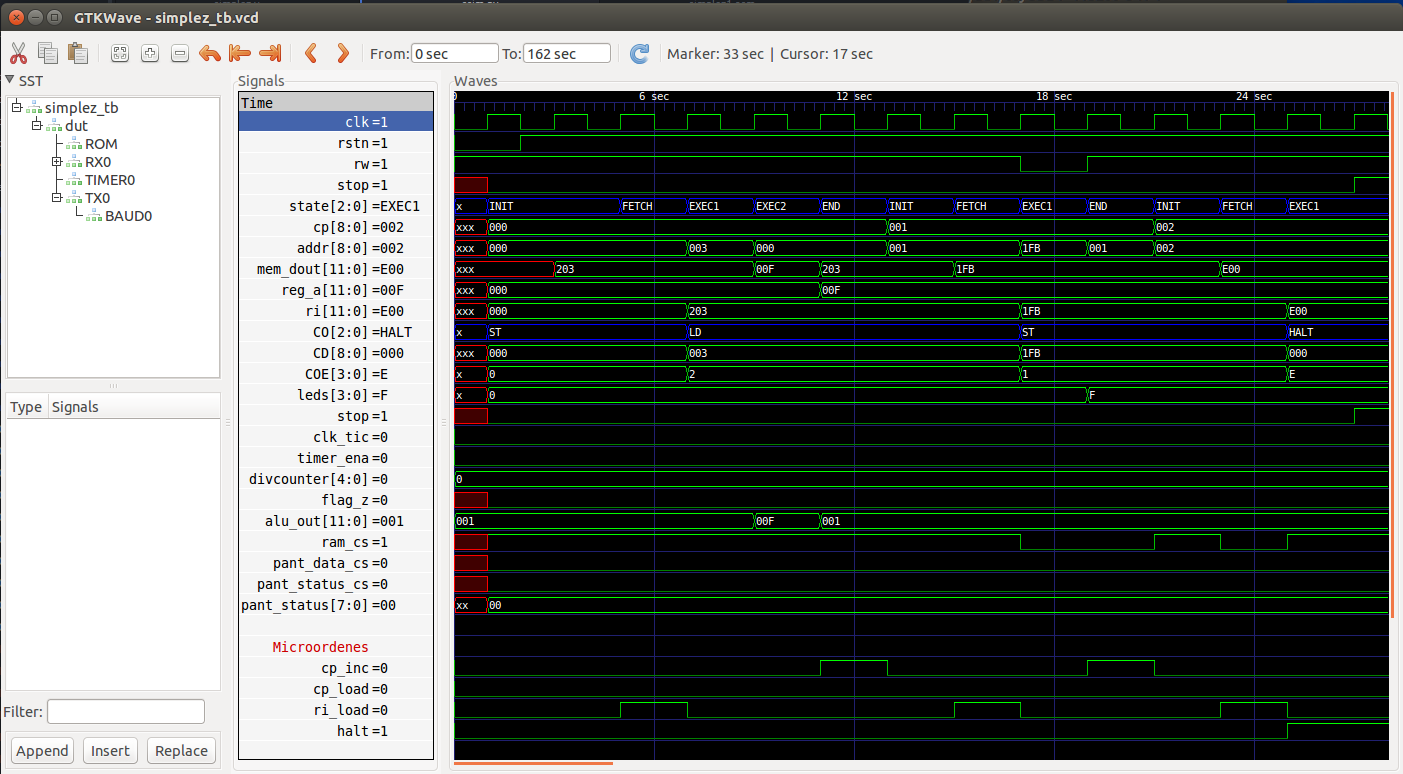 GTKWave - simplez_tb.vcd
From: 0 sec To: 162 sec Marker: 33 sec | Cursor: 17 sec
SST
simplez_tb
dut
ROM
RX0
TIMER0
TX0
BAUD0
Type Signals
Filter:
Append Insert Replace
Signals
Time
clk=1
rstn=1
rw=1
stop=1
state[2:0]=EXEC1
cp[8:0]=002
addr[8:0]=002
mem_dout[11:0]=E00
reg_a[11:0]=00F
ri[11:0]=E00
CO[2:0]=HALT
CD[8:0]=000
COE[3:0]=E
leds[3:0]=F
stop=1
clk_tic=0
timer_ena=0
divcounter[4:0]=0
flag_z=0
alu_out[11:0]=001
ram_cs=1
pant_data_cs=0
pant_status_cs=0
pant_status[7:0]=00
Microordenes
cp_inc=0
cp_load=0
ri_load=0
halt=1
Waves
0 6 sec 12 sec 18 sec 24 sec
x INIT FETCH EXEC1 EXEC2 END INIT FETCH EXEC1 END INIT FETCH EXEC1
xxx 000 001 002
xxx 000 003 000 001 1FB 001 002
xxx 203 00F 203 1FB E00
xxx 000 00F
xxx 000 203 1FB E00
x ST LD ST HALT
xxx 000 003 1FB 000
x 0 2 1 E
x 0 F
0
001 00F 001
xx 00